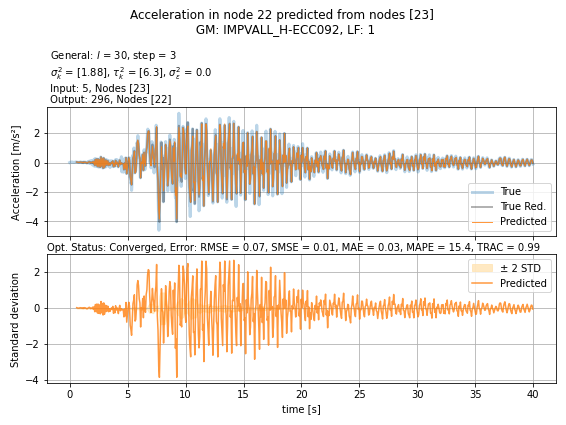 Acceleration in node 22 predicted from nodes [23]
GM: IMPVALL_H-ECC092, LF: 1
General: l = 30, step = 3
σ²ₖ = [1.88], τ²ₖ = [6.3], σ²ε = 0.0
Input: 5, Nodes [23]
Output: 296, Nodes [22]
Acceleration [m/s²]
2
0
−2
−4
True
True Red.
Predicted
Opt. Status: Converged, Error: RMSE = 0.07, SMSE = 0.01, MAE = 0.03, MAPE = 15.4, TRAC = 0.99
Standard deviation
2
0
−2
−4
± 2 STD
Predicted
0 5 10 15 20 25 30 35 40
time [s]